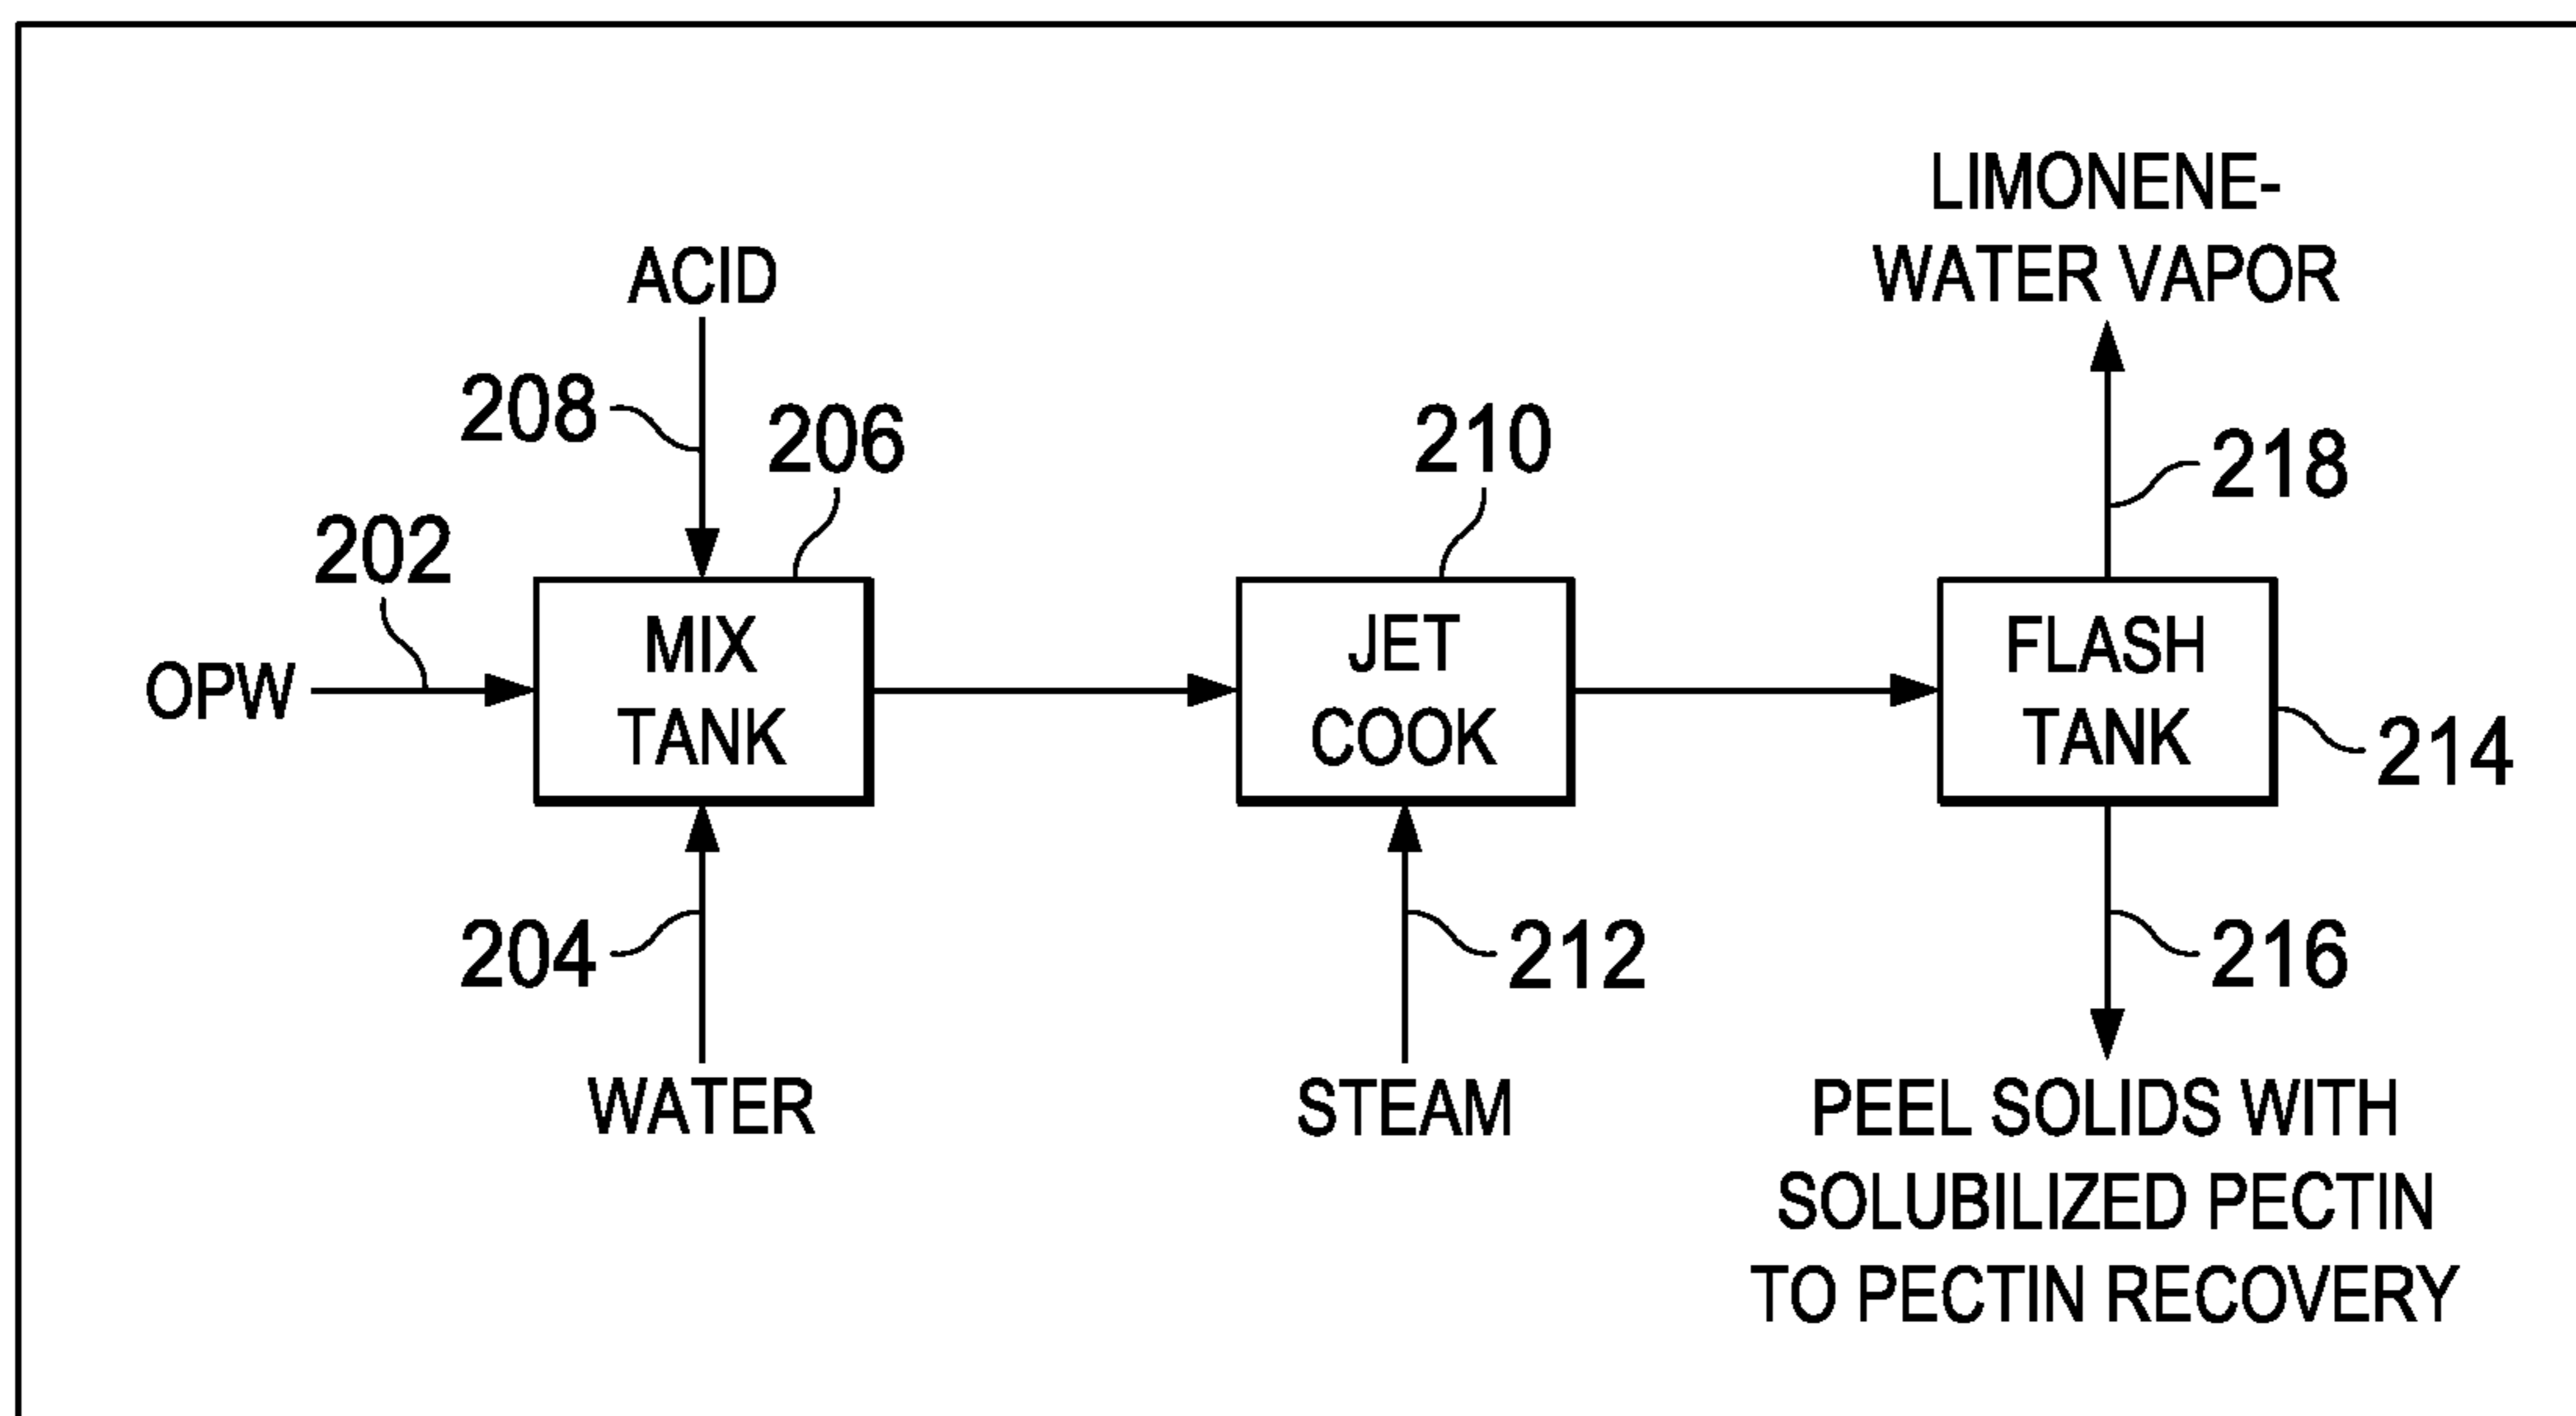 LIMONENE-
WATER VAPOR
ACID
208
206
210
218
202
OPW
MIX
TANK
JET
COOK
FLASH
TANK
214
204
212
216
WATER
STEAM
PEEL SOLIDS WITH
SOLUBILIZED PECTIN
TO PECTIN RECOVERY